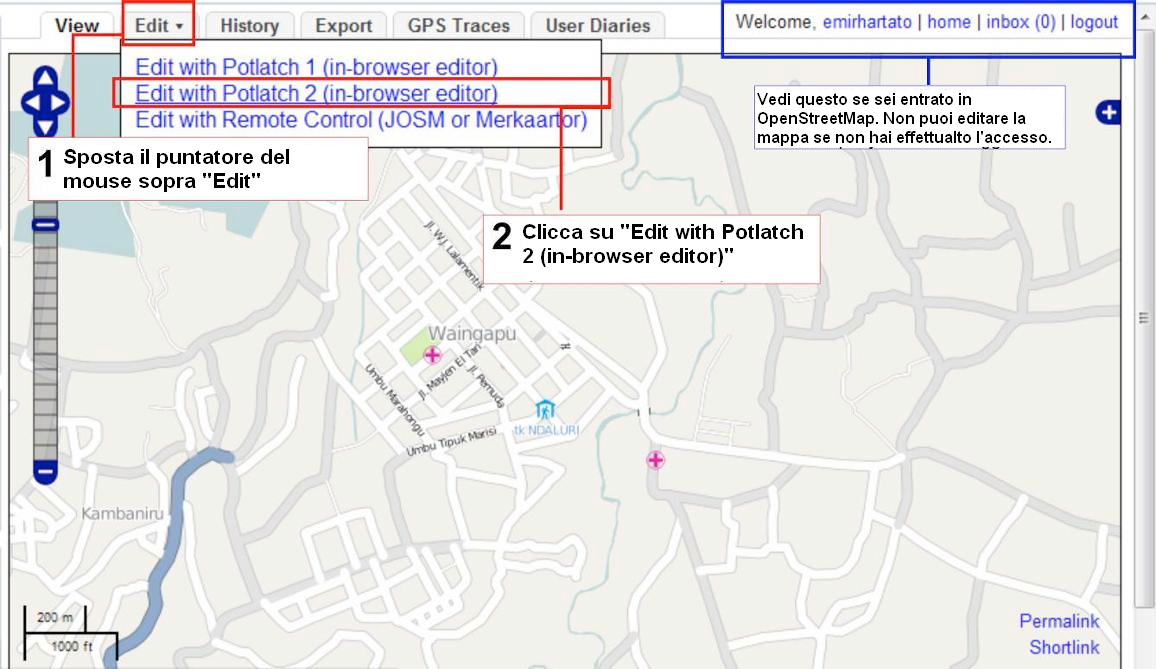 View
Edit
History
Export
GPS Traces
User Diaries
Welcome, emirhartato | home | inbox (0) | logout
Edit with Potlatch 1 (in-browser editor)
Edit with Potlatch 2 (in-browser editor)
Edit with Remote Control (JOSM or Merkaartor)
Vedi questo se sei entrato in
OpenStreetMap. Non puoi editare la
mappa se non hai effettualto l'accesso.
1 Sposta il puntatore del
mouse sopra "Edit"
2 Clicca su "Edit with Potlatch
2 (in-browser editor)"
Jl. W.J. Lalamentik
Waingapu
Jl. Mayjen El Tari
Jl. Pemuda
Umbu Marahongu
Umbu Tipuk Marisi
tk NDALURI
Kambaniru
200 m
1000 ft
Permalink
Shortlink